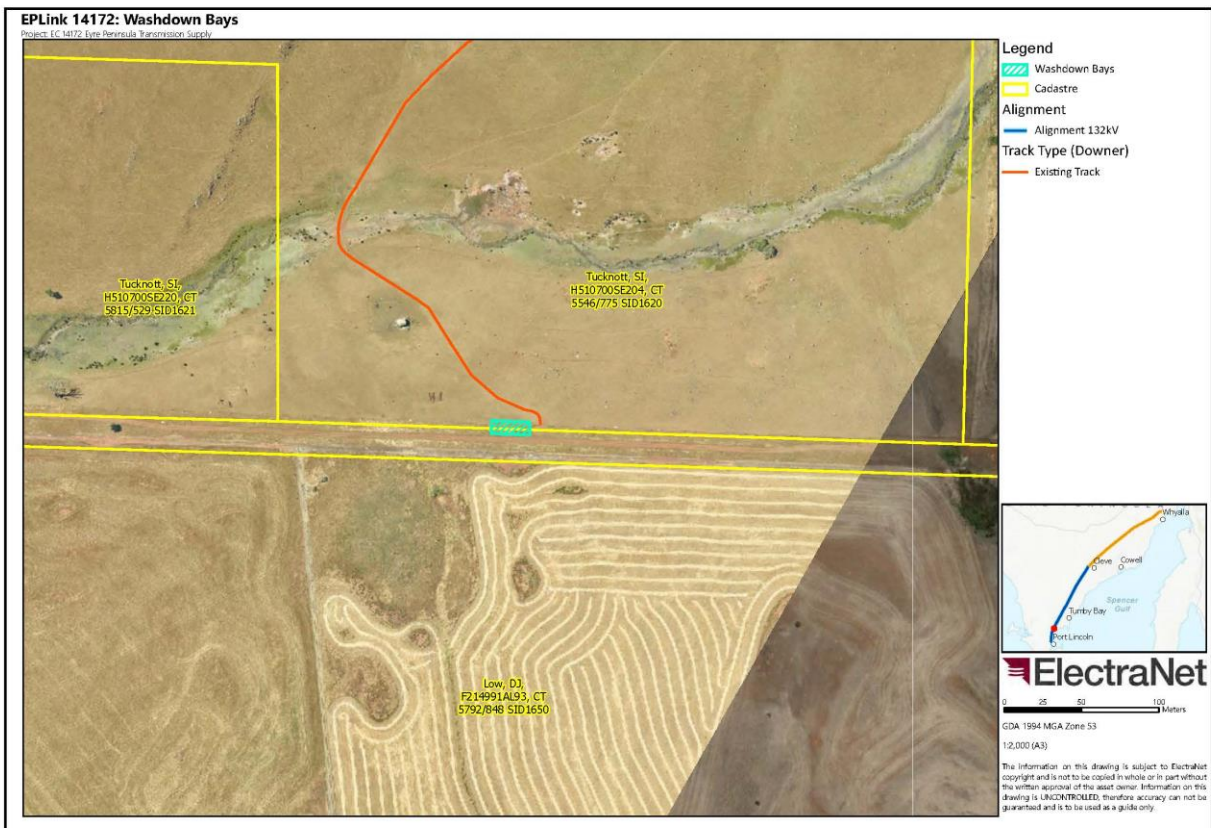 EPLink 14172: Washdown Bays
Project: EC 14172 Eyre Peninsula Transmission Supply
Legend
Washdown Bays
Cadastre
Alignment
Alignment 132kV
Track Type (Downer)
Existing Track
Tucknott, SI,
H510700SE220, CT
5815/529 SID1621
Tucknott, SI,
H510700SE204, CT
5546/775 SID1620
Low, DJ,
F214991AL93, CT
5792/848 SID1650
Whyalla
Cleve
Cowell
Spencer
Gulf
Tumby Bay
Port Lincoln
ElectraNet
0 25 50 100
Meters
GDA 1994 MGA Zone 53
1:2,000 (A3)
The information on this drawing is subject to ElectraNet
copyright and is not to be copied in whole or in part without
the written approval of the asset owner. Information on this
drawing is UNCONTROLLED, therefore accuracy can not be
guaranteed and is to be used as a guide only.